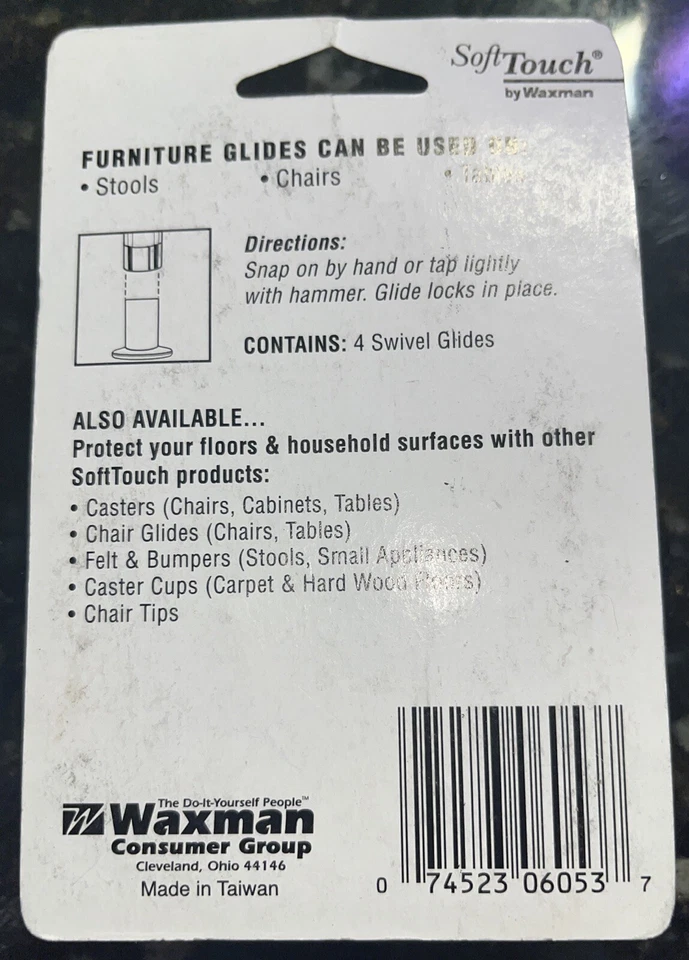 SoftTouch®
by Waxman
FURNITURE GLIDES CAN BE USED ON:
• Stools • Chairs • Tables
Directions:
Snap on by hand or tap lightly
with hammer. Glide locks in place.
CONTAINS: 4 Swivel Glides
ALSO AVAILABLE...
Protect your floors & household surfaces with other
SoftTouch products:
• Casters (Chairs, Cabinets, Tables)
• Chair Glides (Chairs, Tables)
• Felt & Bumpers (Stools, Small Appliances)
• Caster Cups (Carpet & Hard Wood Floors)
• Chair Tips
The Do-It-Yourself People™
Waxman
Consumer Group
Cleveland, Ohio 44146
Made in Taiwan
0 74523 06053 7